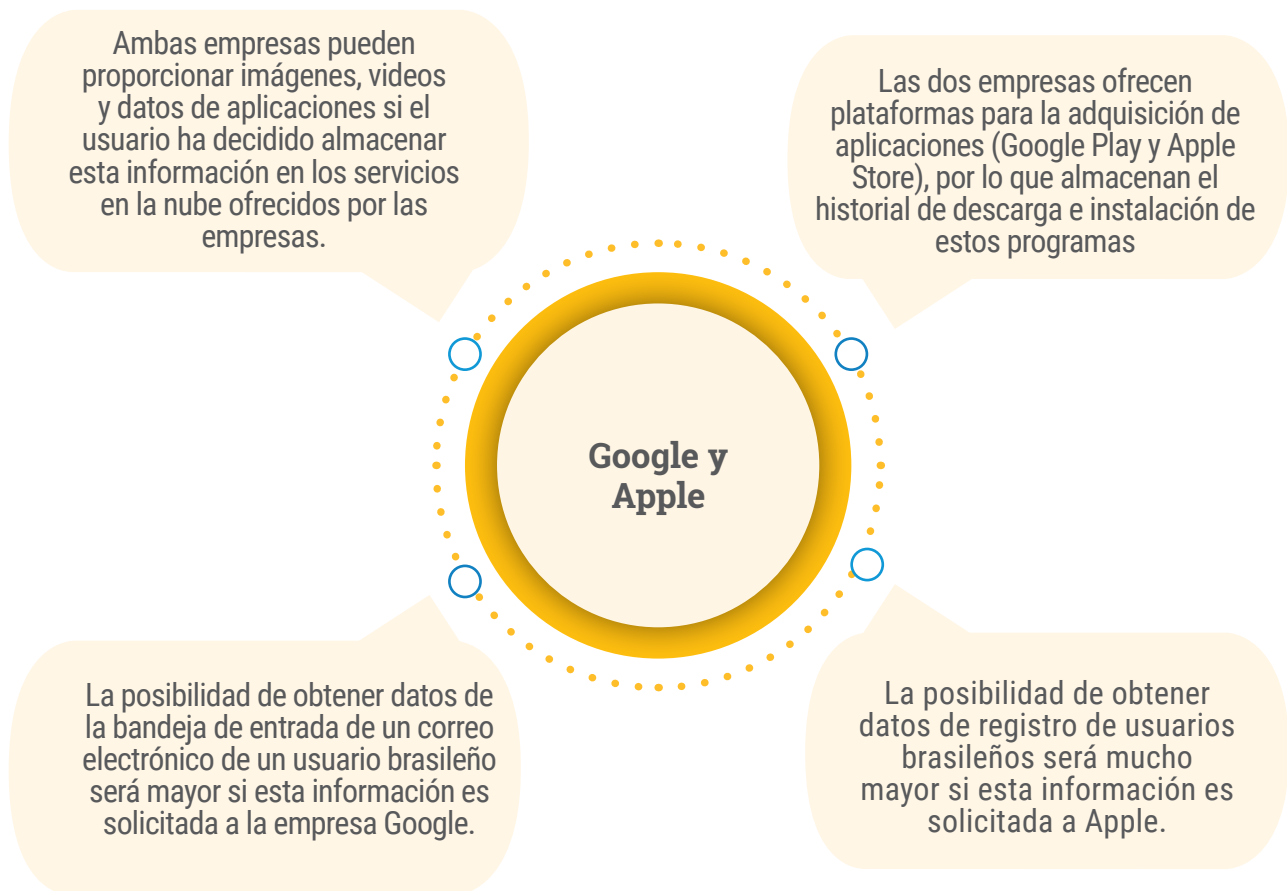 Ambas empresas pueden
proporcionar imágenes, videos
y datos de aplicaciones si el
usuario ha decidido almacenar
esta información en los servicios
en la nube ofrecidos por las
empresas.
Las dos empresas ofrecen
plataformas para la adquisición de
aplicaciones (Google Play y Apple
Store), por lo que almacenan el
historial de descarga e instalación de
estos programas
Google y
Apple
La posibilidad de obtener datos de
la bandeja de entrada de un correo
electrónico de un usuario brasileño
será mayor si esta información es
solicitada a la empresa Google.
La posibilidad de obtener
datos de registro de usuarios
brasileños será mucho
mayor si esta información es
solicitada a Apple.